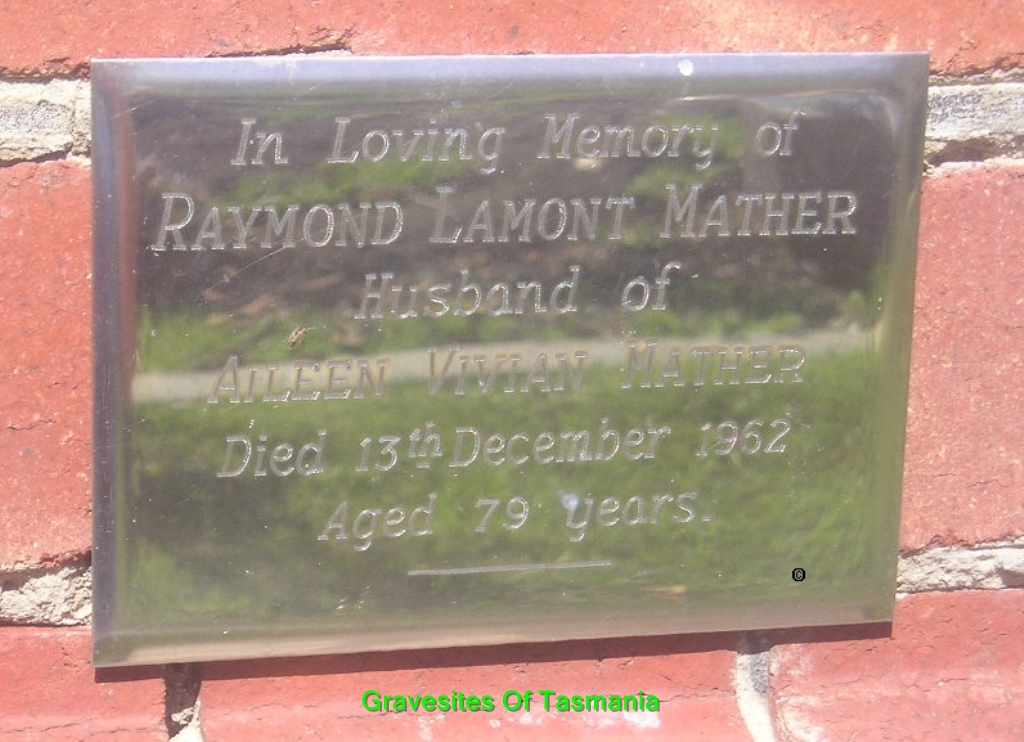 In Loving Memory of
RAYMOND LAMONT MATHER
Husband of
AILEEN VIVIAN MATHER
Died 13th December 1962
Aged 79 years.
©
Gravesites Of Tasmania